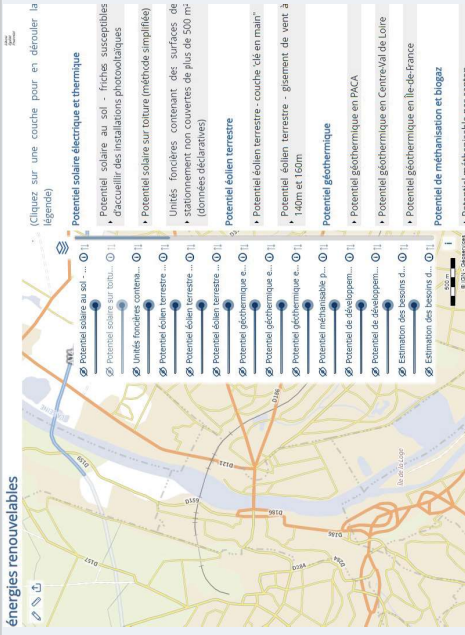 énergies renouvelables
D157
D159
D121
D951
D186
D186
D185
D284
Île de la Loge
Potentiel solaire au sol - ...
Potentiel solaire sur toitu...
Unités foncières contena...
Potentiel éolien terrestre ...
Potentiel éolien terrestre ...
Potentiel éolien terrestre ...
Potentiel géothermique e...
Potentiel géothermique e...
Potentiel géothermique e...
Potentiel méthanisable p...
Potentiel de développem...
Potentiel de développem...
Estimation des besoins d...
Estimation des besoins d...
500 m
i
(Cliquez sur une couche pour en dérouler la
légende)
Potentiel solaire électrique et thermique
Potentiel solaire au sol - friches susceptibles
d'accueillir des installations photovoltaïques
Potentiel solaire sur toiture (méthode simplifiée)
Unités foncières contenant des surfaces de
stationnement non couvertes de plus de 500 m²
(données déclaratives)
Potentiel éolien terrestre
Potentiel éolien terrestre - couche "clé en main"
Potentiel éolien terrestre - gisement de vent à
140m et 160m
Potentiel géothermique
Potentiel géothermique en PACA
Potentiel géothermique en Centre-Val de Loire
Potentiel géothermique en Île-de-France
Potentiel de méthanisation et biogaz